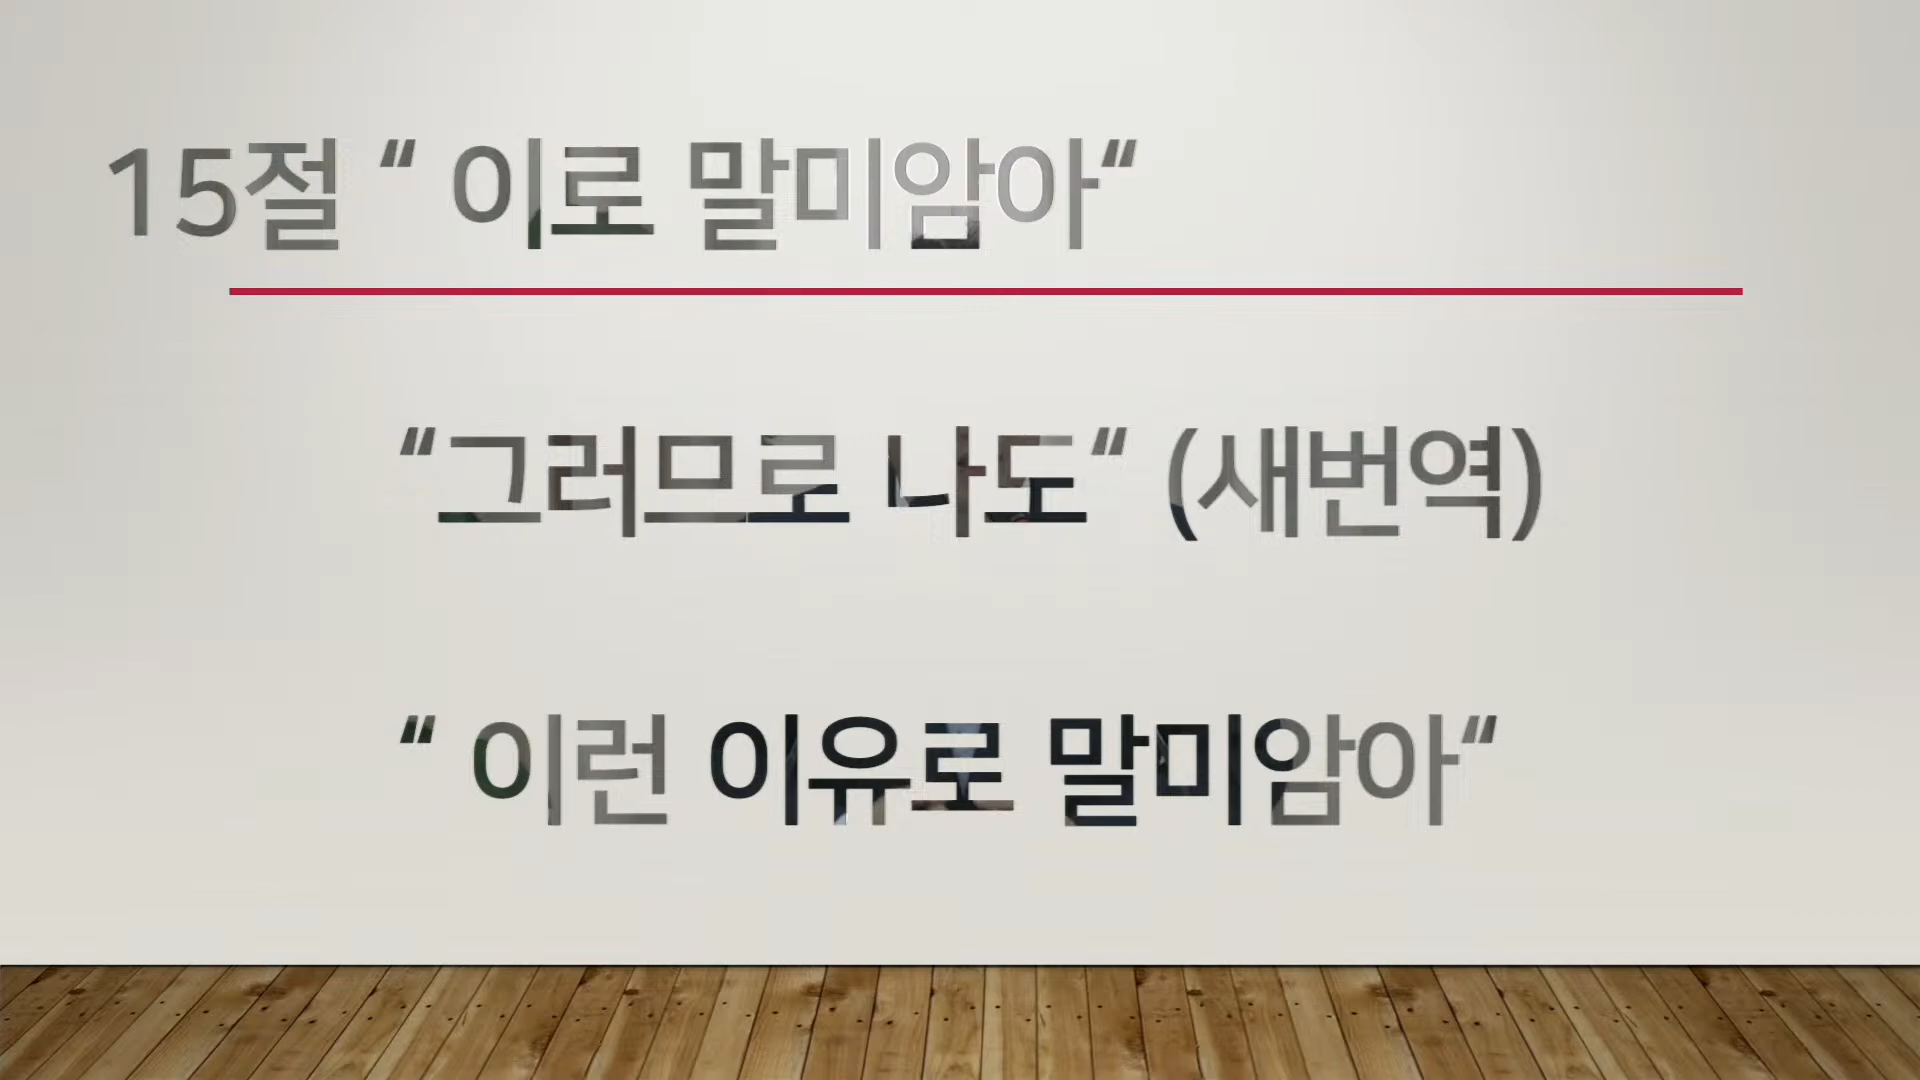 15절 “ 이로 말미암아“
“그러므로 나도“ (새번역)
“ 이런 이유로 말미암아“